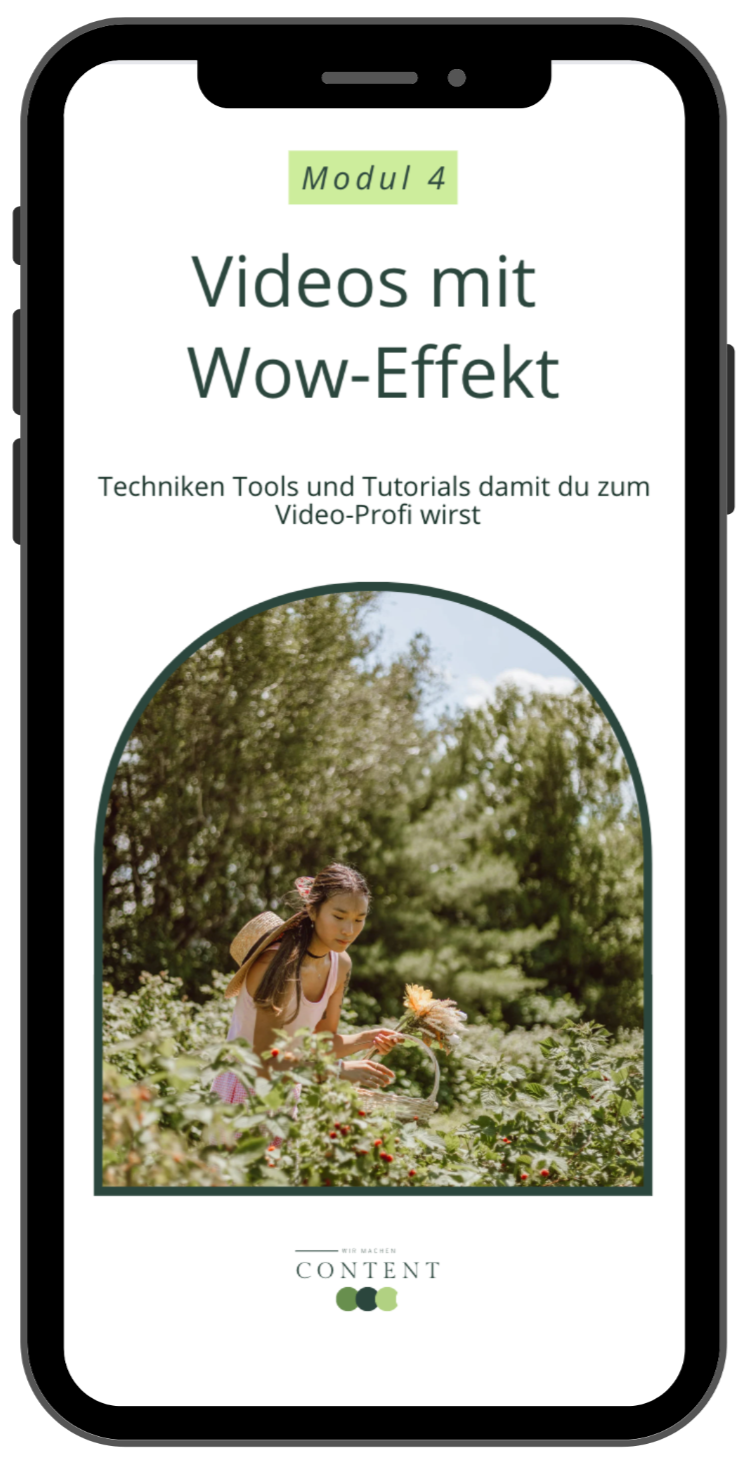 Modul 4
Videos mit
Wow-Effekt
Techniken Tools und Tutorials damit du zum
Video-Profi wirst
WIR MACHEN
CONTENT